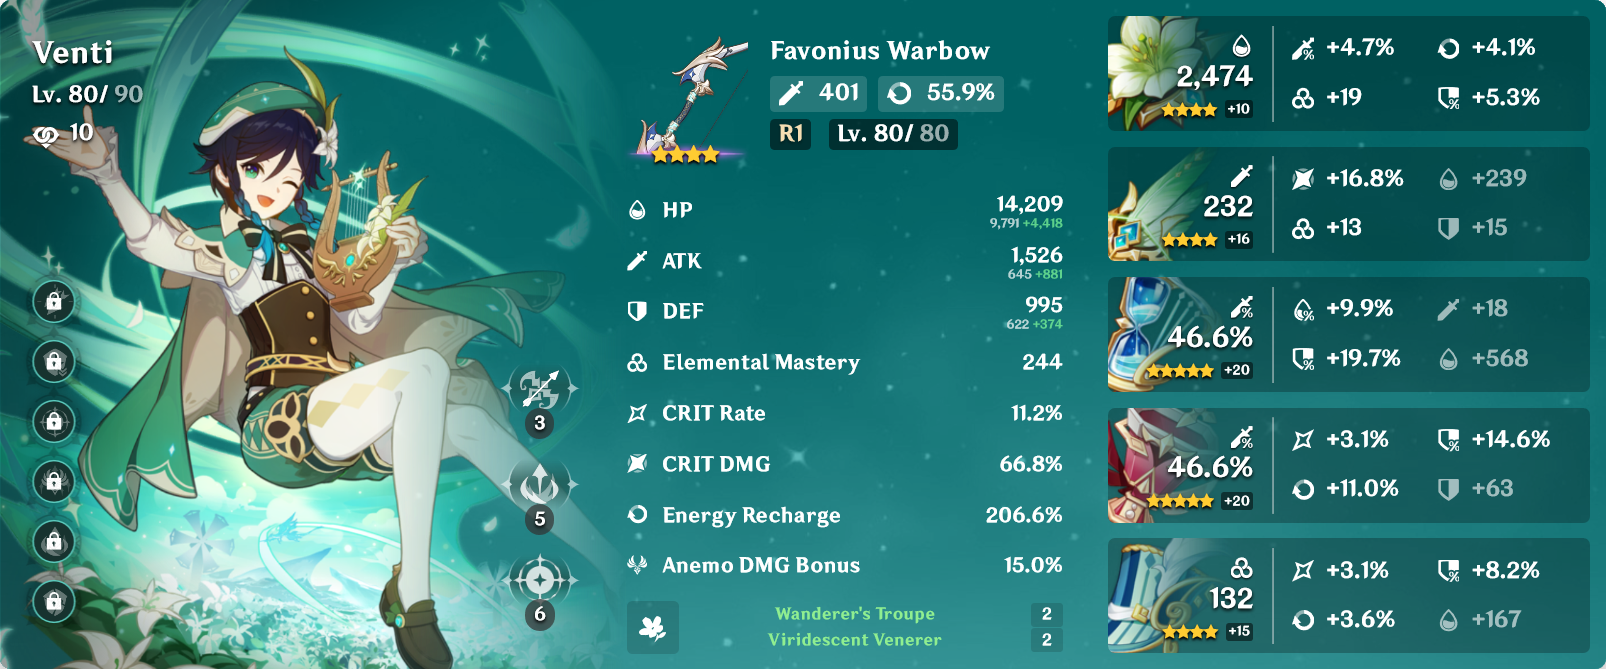 Venti
Lv. 80/ 90
10
3
5
6
Favonius Warbow
401 55.9%
R1 Lv. 80/ 80
HP 14,209
9,791 +4,418
ATK 1,526
645 +881
DEF 995
622 +374
Elemental Mastery 244
CRIT Rate 11.2%
CRIT DMG 66.8%
Energy Recharge 206.6%
Anemo DMG Bonus 15.0%
Wanderer's Troupe 2
Viridescent Venerer 2
+4.7% +4.1%
2,474
+10
+19 +5.3%
+16.8% +239
232
+16
+13 +15
+9.9% +18
46.6%
+20
+19.7% +568
+3.1% +14.6%
46.6%
+20
+11.0% +63
+3.1% +8.2%
132
+15
+3.6% +167